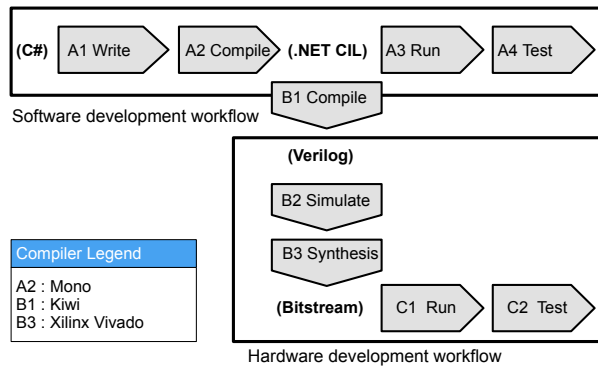 (C#) A1 Write A2 Compile (.NET CIL) A3 Run A4 Test
B1 Compile
Software development workflow
(Verilog)
B2 Simulate
B3 Synthesis
Compiler Legend
A2 : Mono
B1 : Kiwi
B3 : Xilinx Vivado
(Bitstream) C1 Run C2 Test
Hardware development workflow